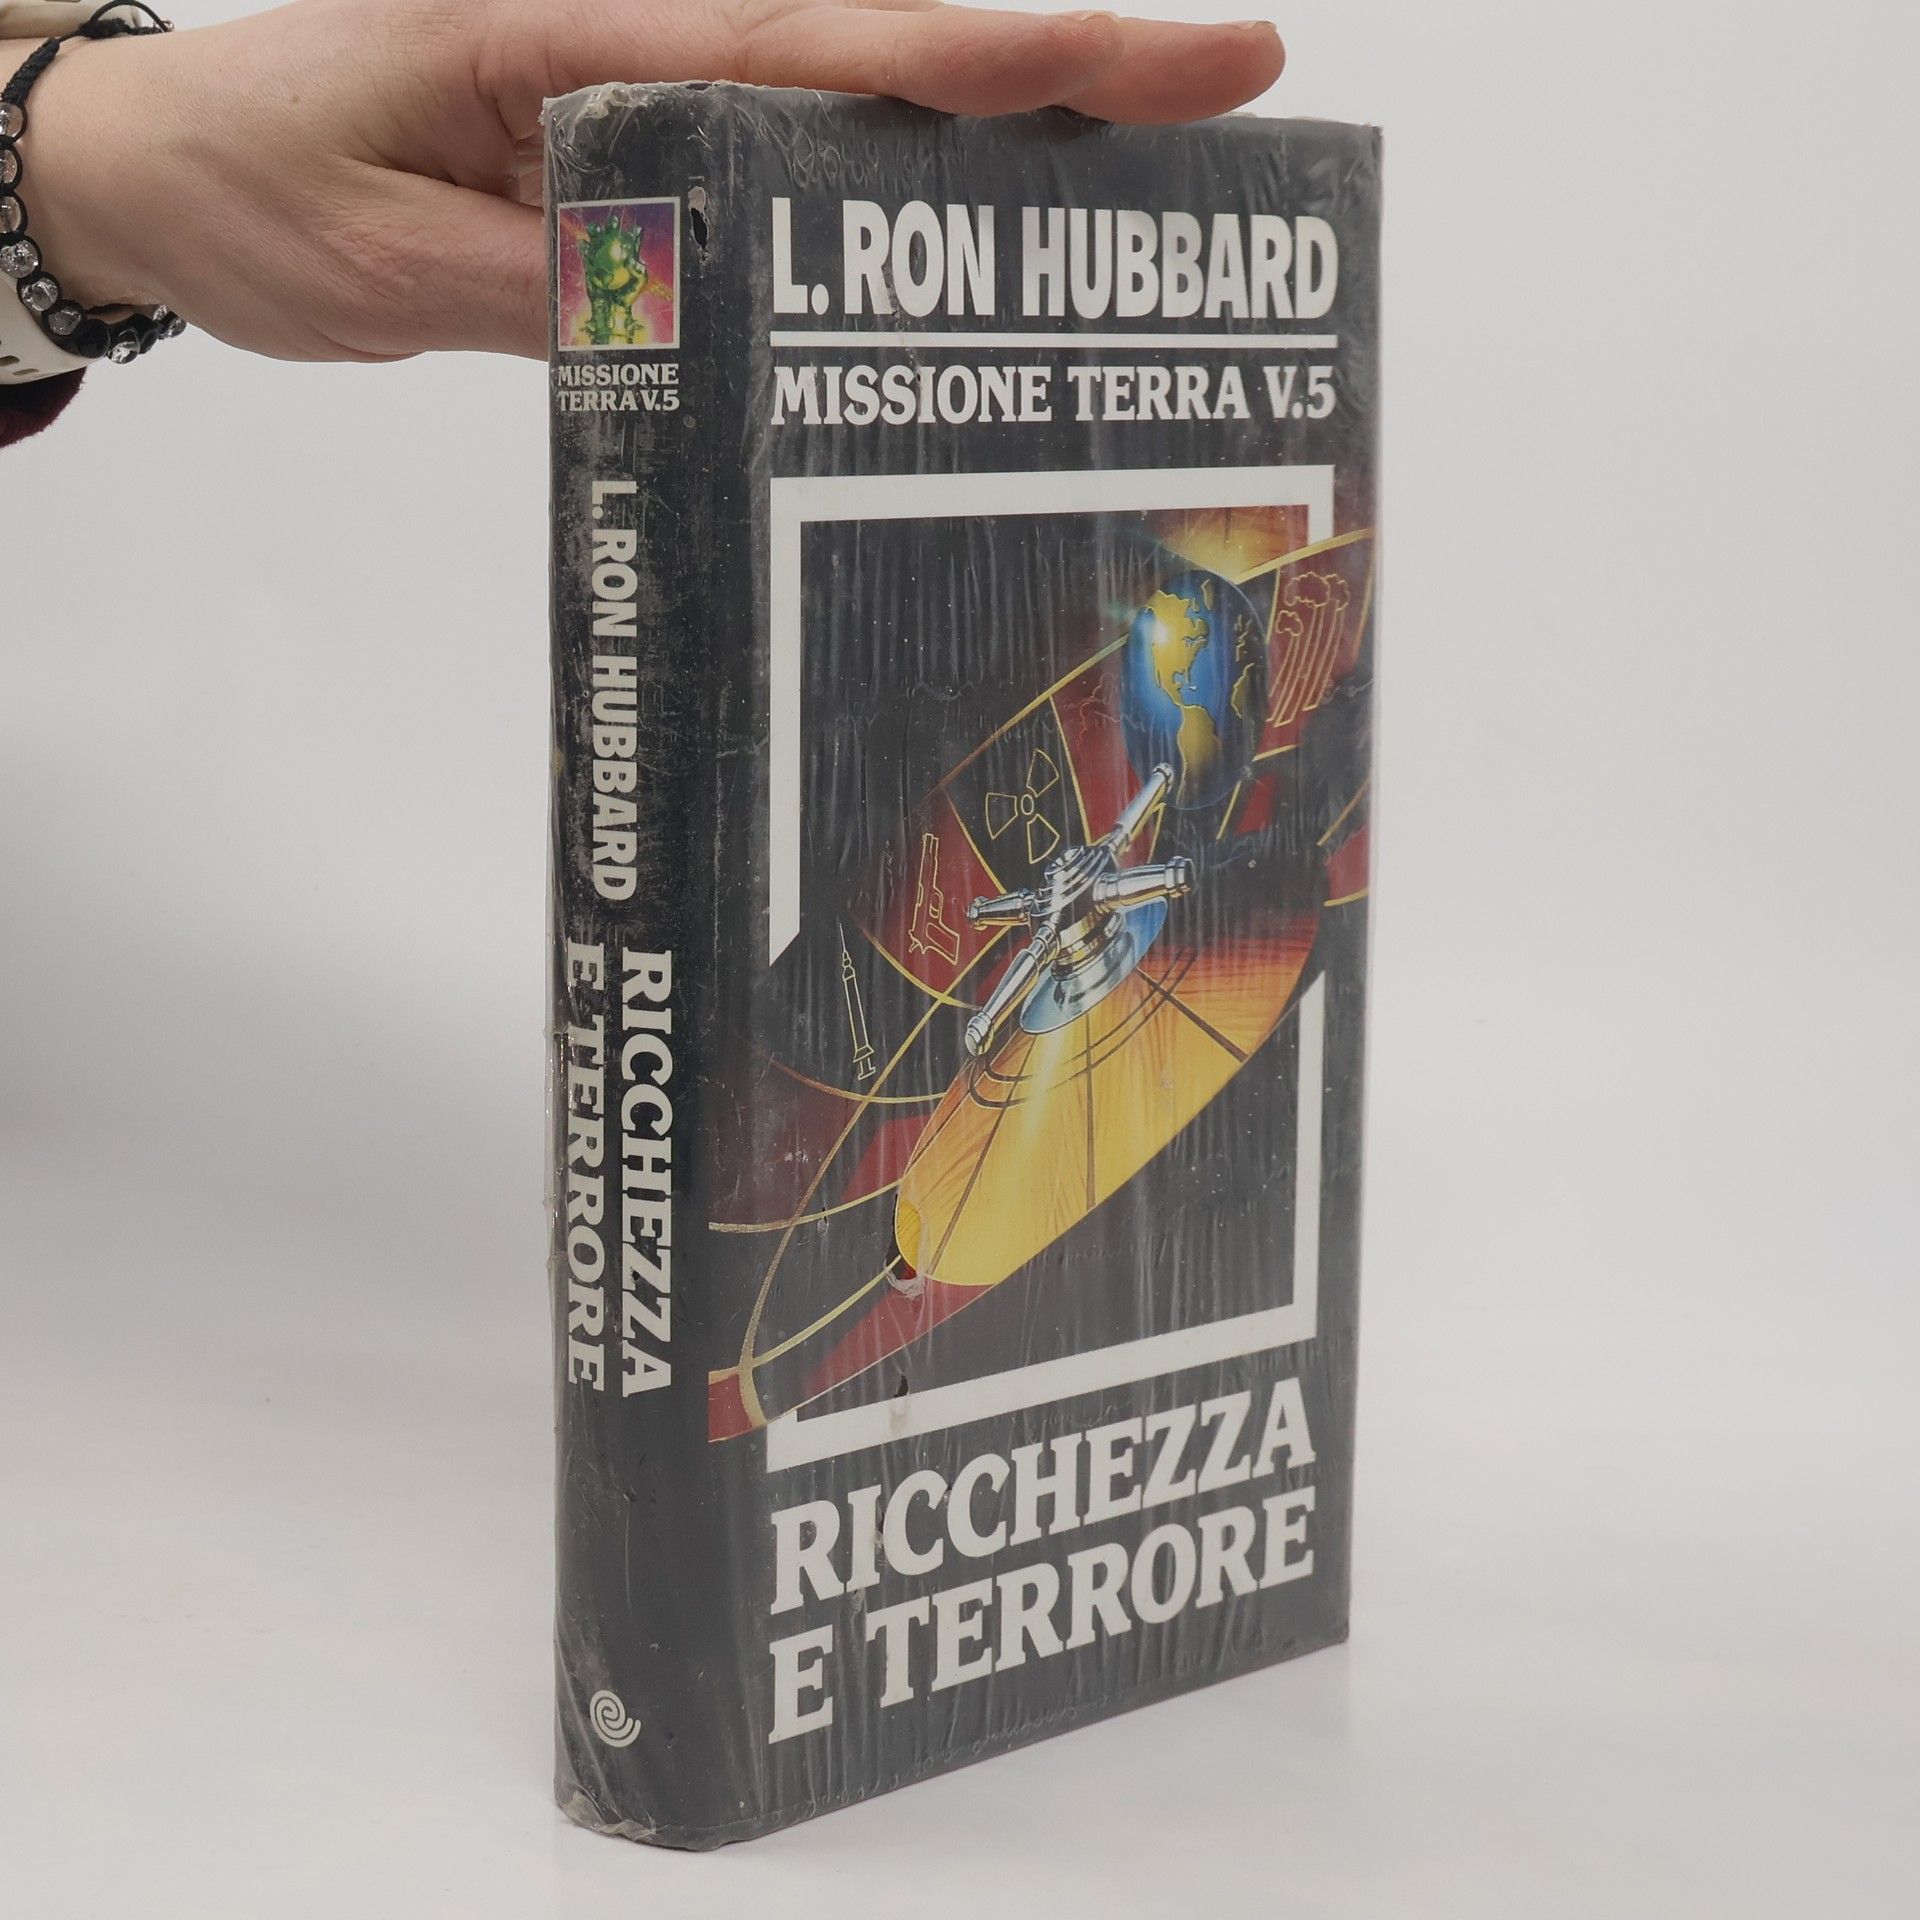 MISSIONE
TERRA V.5
L. RON HUBBARD
RICCHEZZA
E TERRORE
L. RON HUBBARD
MISSIONE TERRA V.5
RICCHEZZA
E TERRORE